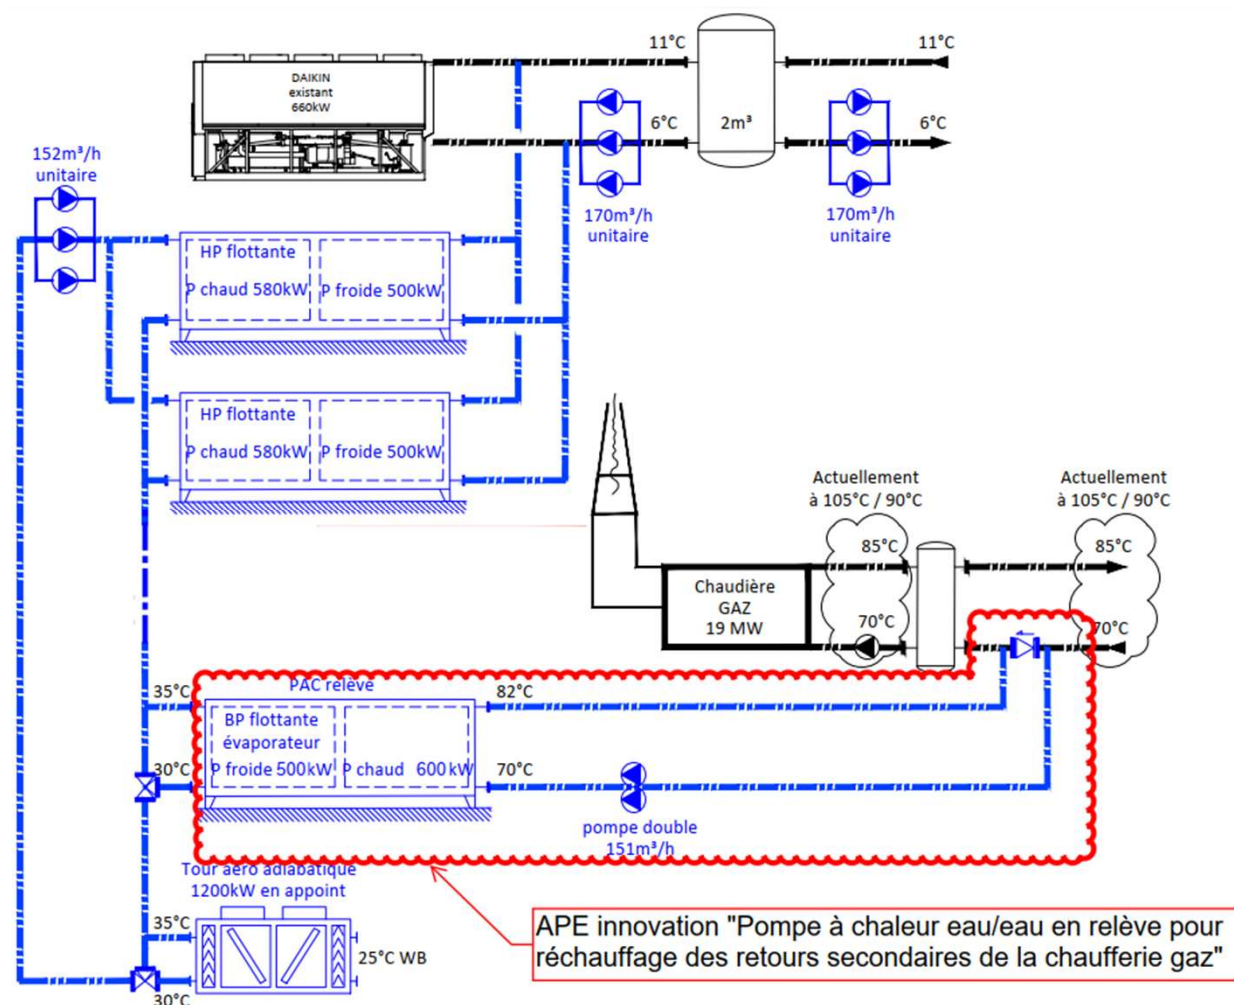 DAIKIN
existant
660kW
11°C
11°C
2m³
6°C
6°C
170m³/h
unitaire
170m³/h
unitaire
152m³/h
unitaire
HP flottante
P chaud 580kW
P froide 500kW
HP flottante
P chaud 580kW
P froide 500kW
Actuellement
à 105°C / 90°C
Actuellement
à 105°C / 90°C
85°C
85°C
Chaudière
GAZ
19 MW
70°C
70°C
PAC relève
35°C
82°C
BP flottante
évaporateur
P froide 500kW
P chaud 600 kW
30°C
70°C
pompe double
151m³/h
Tour aéro adiabatique
1200kW en appoint
35°C
25°C WB
30°C
APE innovation "Pompe à chaleur eau/eau en relève pour
réchauffage des retours secondaires de la chaufferie gaz"